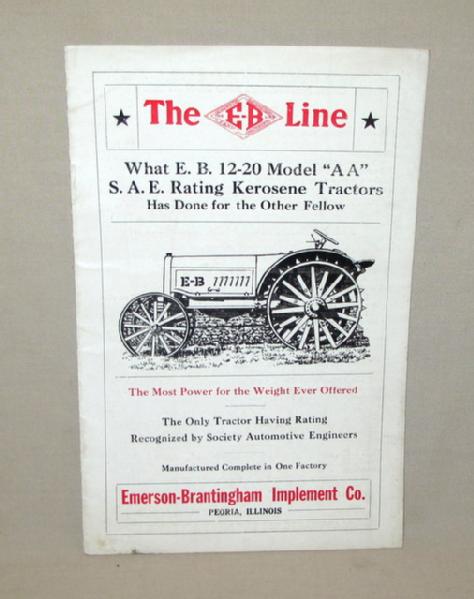 ★ The E-B Line ★
What E. B. 12-20 Model "AA"
S. A. E. Rating Kerosene Tractors
Has Done for the Other Fellow
E-B
The Most Power for the Weight Ever Offered
The Only Tractor Having Rating
Recognized by Society Automotive Engineers
Manufactured Complete in One Factory
Emerson-Brantingham Implement Co.
PEORIA, ILLINOIS